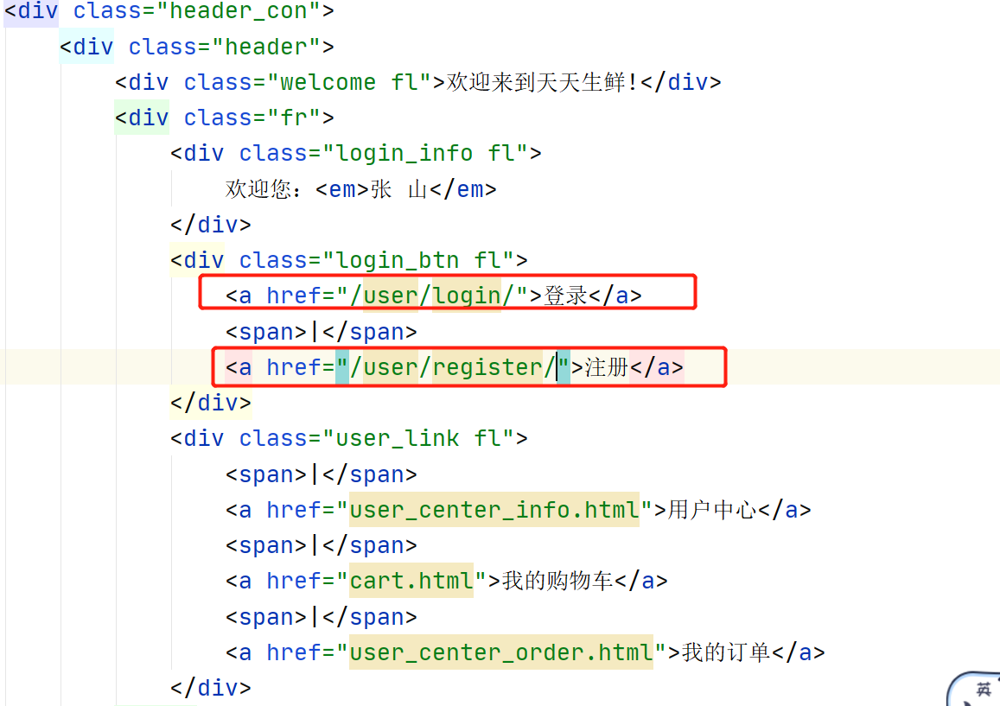 <div class="header_con">
<div class="header">
<div class="welcome fl">欢迎来到天天生鲜!</div>
<div class="fr">
<div class="login_info fl">
欢迎您：<em>张 山</em>
</div>
<div class="login_btn fl">
<a href="/user/login/">登录</a>
<span>|</span>
<a href="/user/register/">注册</a>
</div>
<div class="user_link fl">
<span>|</span>
<a href="user_center_info.html">用户中心</a>
<span>|</span>
<a href="cart.html">我的购物车</a>
<span>|</span>
<a href="user_center_order.html">我的订单</a>
</div>
英